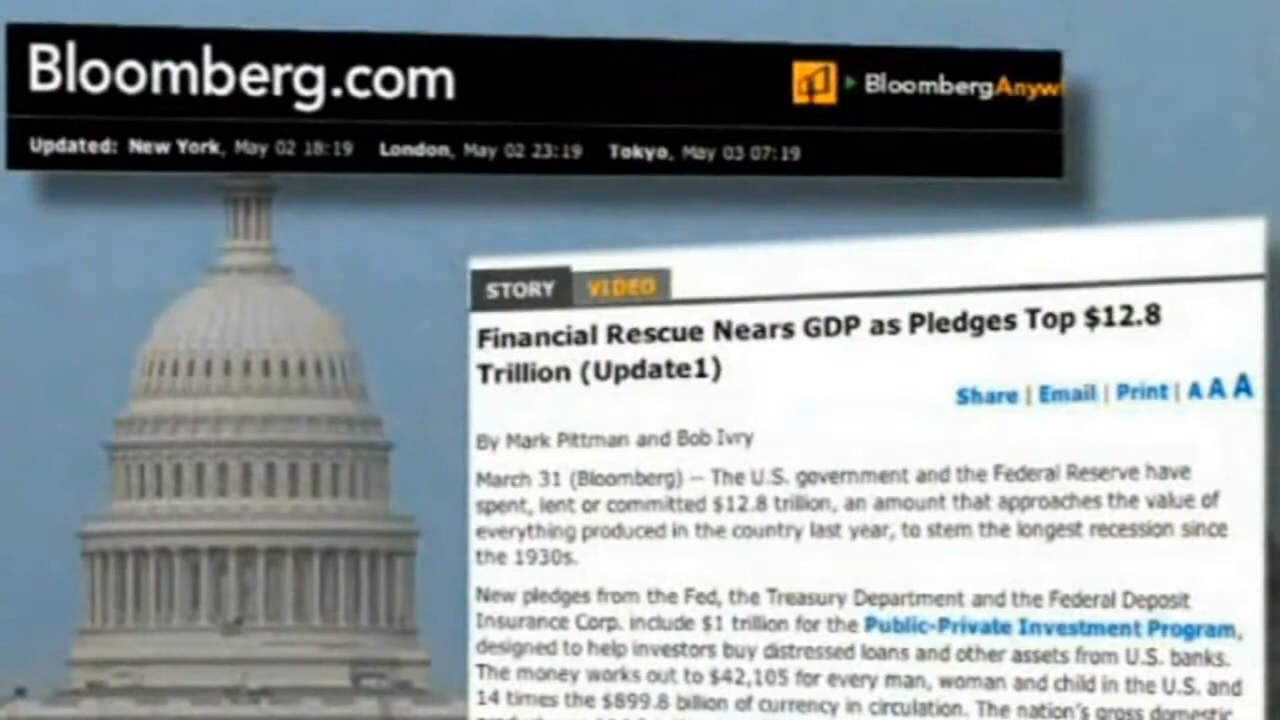 Bloomberg.com
BloombergAnyw
Updated: New York, May 02 18:19 London, May 02 23:19 Tokyo, May 03 07:19
STORY VIDEO
Financial Rescue Nears GDP as Pledges Top $12.8
Trillion (Update1)
Share | Email | Print | A A A
By Mark Pittman and Bob Ivry
March 31 (Bloomberg) -- The U.S. government and the Federal Reserve have
spent, lent or committed $12.8 trillion, an amount that approaches the value of
everything produced in the country last year, to stem the longest recession since
the 1930s.
New pledges from the Fed, the Treasury Department and the Federal Deposit
Insurance Corp. include $1 trillion for the Public-Private Investment Program,
designed to help investors buy distressed loans and other assets from U.S. banks.
The money works out to $42,105 for every man, woman and child in the U.S. and
14 times the $899.8 billion of currency in circulation. The nation's gross domestic